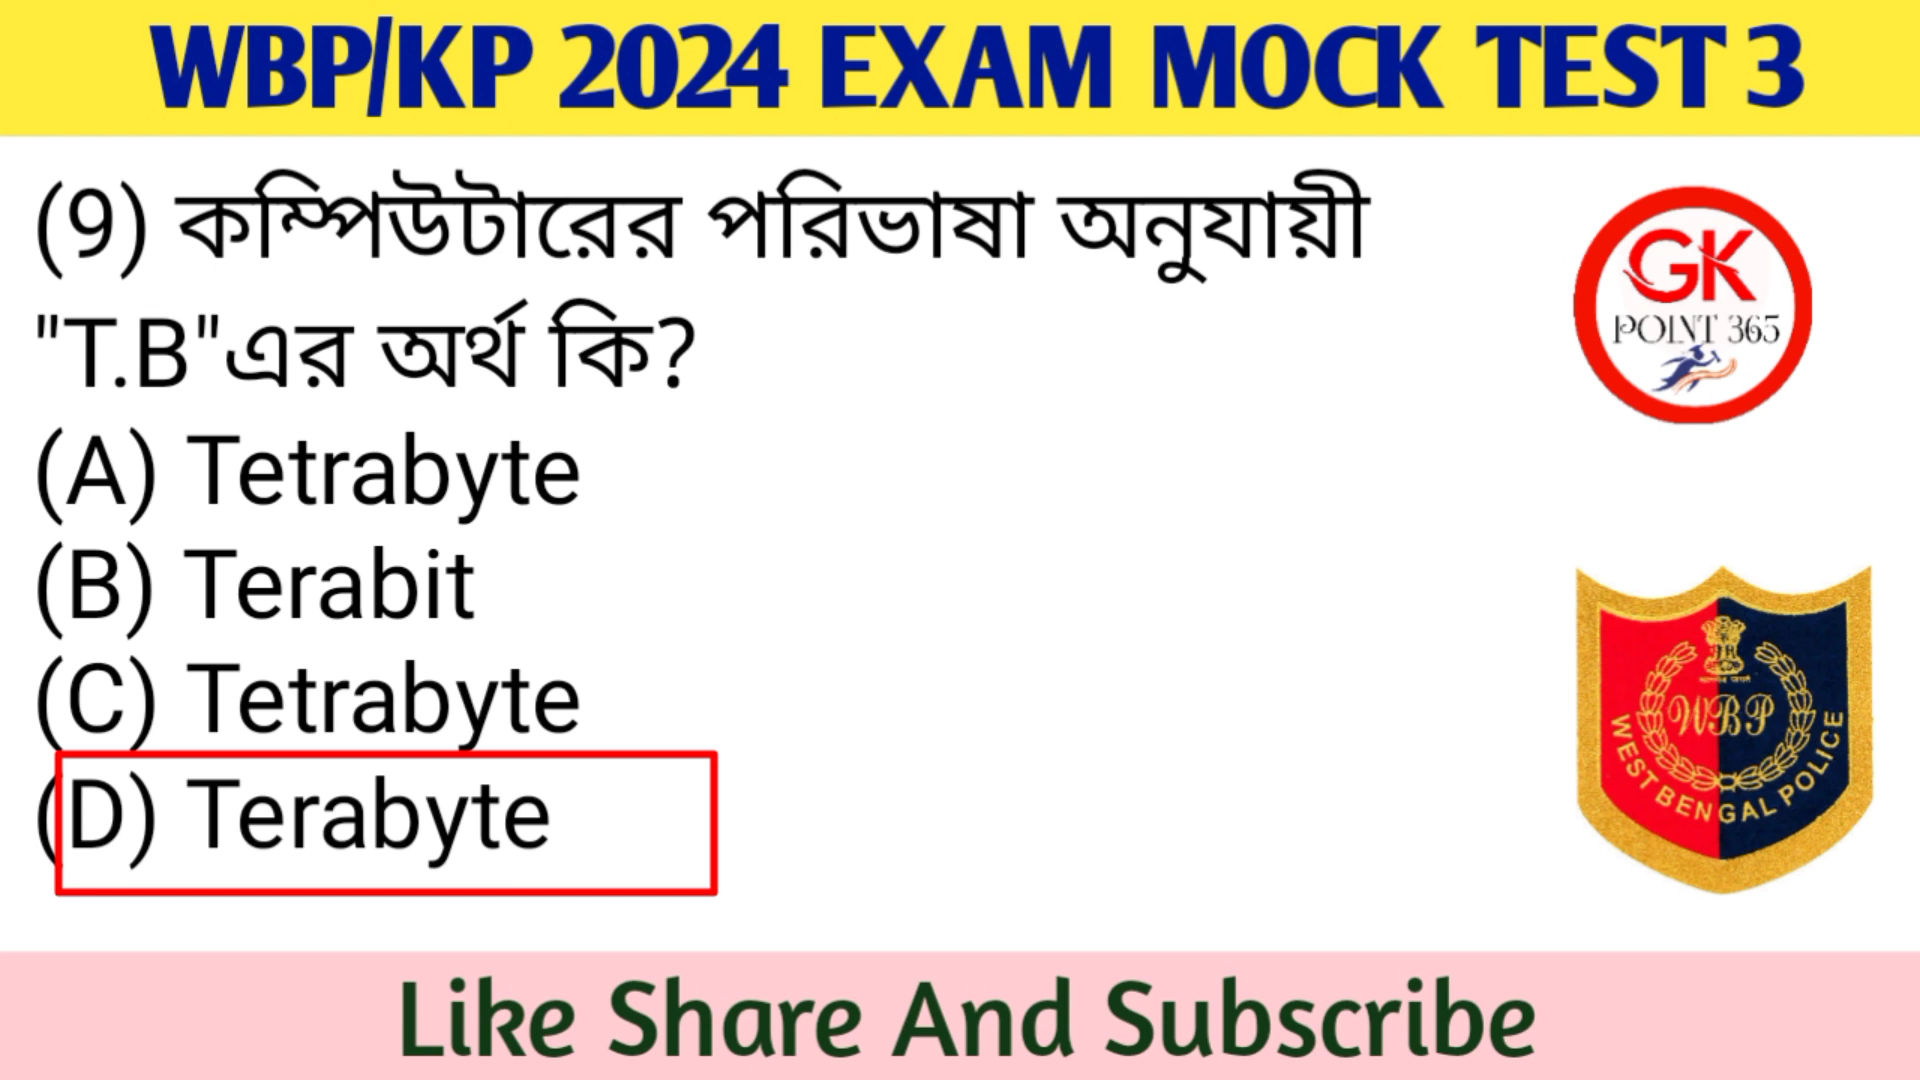 WBP/KP 2024 EXAM MOCK TEST 3
(9) কম্পিউটারের পরিভাষা অনুযায়ী
"T.B"এর অর্থ কি?
(A) Tetrabyte
(B) Terabit
(C) Tetrabyte
(D) Terabyte
GK
POINT 365
WBP
WEST BENGAL POLICE
Like Share And Subscribe